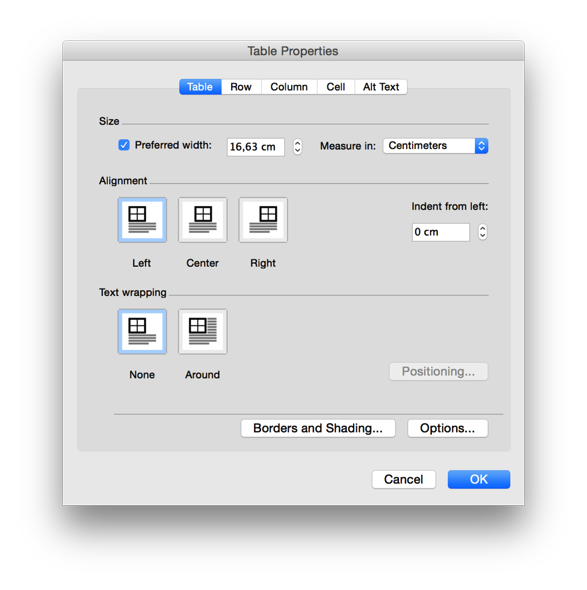 Table Properties
Table Row Column Cell Alt Text
Size
Preferred width: 16,63 cm Measure in: Centimeters
Alignment
Indent from left:
0 cm
Left Center Right
Text wrapping
None Around
Positioning...
Borders and Shading... Options...
Cancel OK